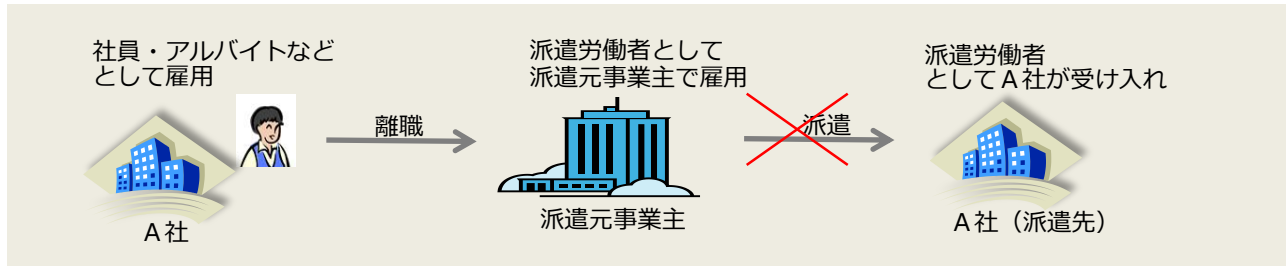 社員・アルバイトなど
として雇用
A社
離職
派遣労働者として
派遣元事業主で雇用
派遣元事業主
派遣
派遣労働者
としてA社が受け入れ
A社（派遣先）